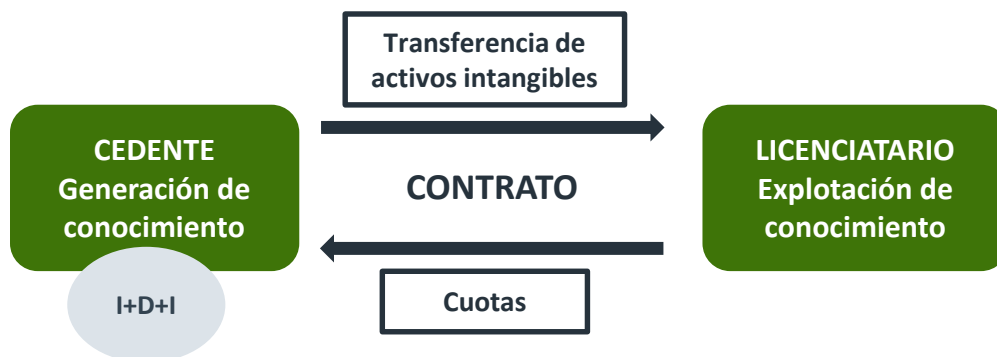 Transferencia de
activos intangibles
CEDENTE
Generación de
conocimiento
CONTRATO
LICENCIATARIO
Explotación de
conocimiento
I+D+I
Cuotas